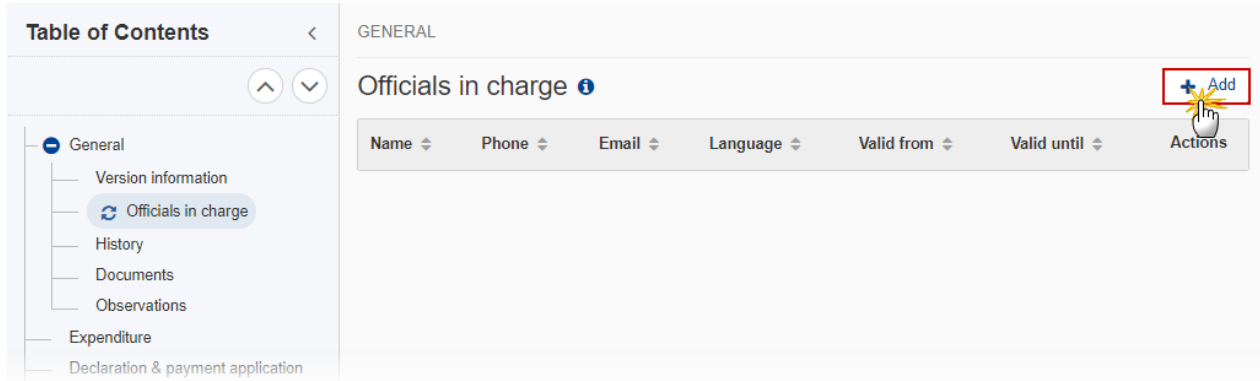 Table of Contents
General
Version information
Officials in charge
History
Documents
Observations
Expenditure
Declaration & payment application
GENERAL
Officials in charge
Add
Name Phone Email Language Valid from Valid until Actions